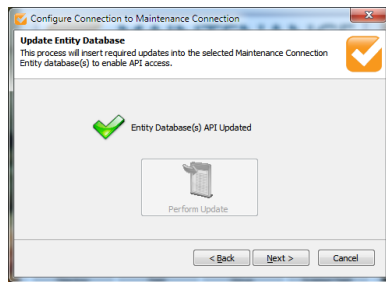 Configure Connection to Maintenance Connection
Update Entity Database
This process will insert required updates into the selected Maintenance Connection
Entity database(s) to enable API access.
Entity Database(s) API Updated
Perform Update
< Back
Next >
Cancel